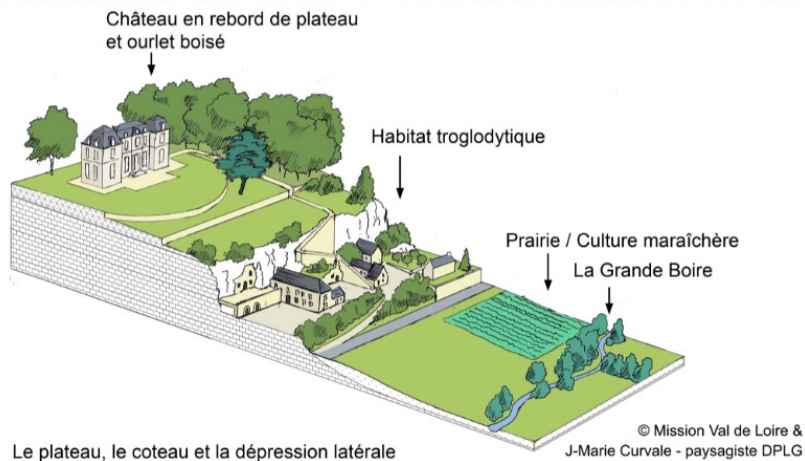 Château en rebord de plateau
et ourlet boisé
Habitat troglodytique
Prairie / Culture maraîchère
La Grande Boire
Le plateau, le coteau et la dépression latérale
© Mission Val de Loire &
J-Marie Curvale - paysagiste DPLG